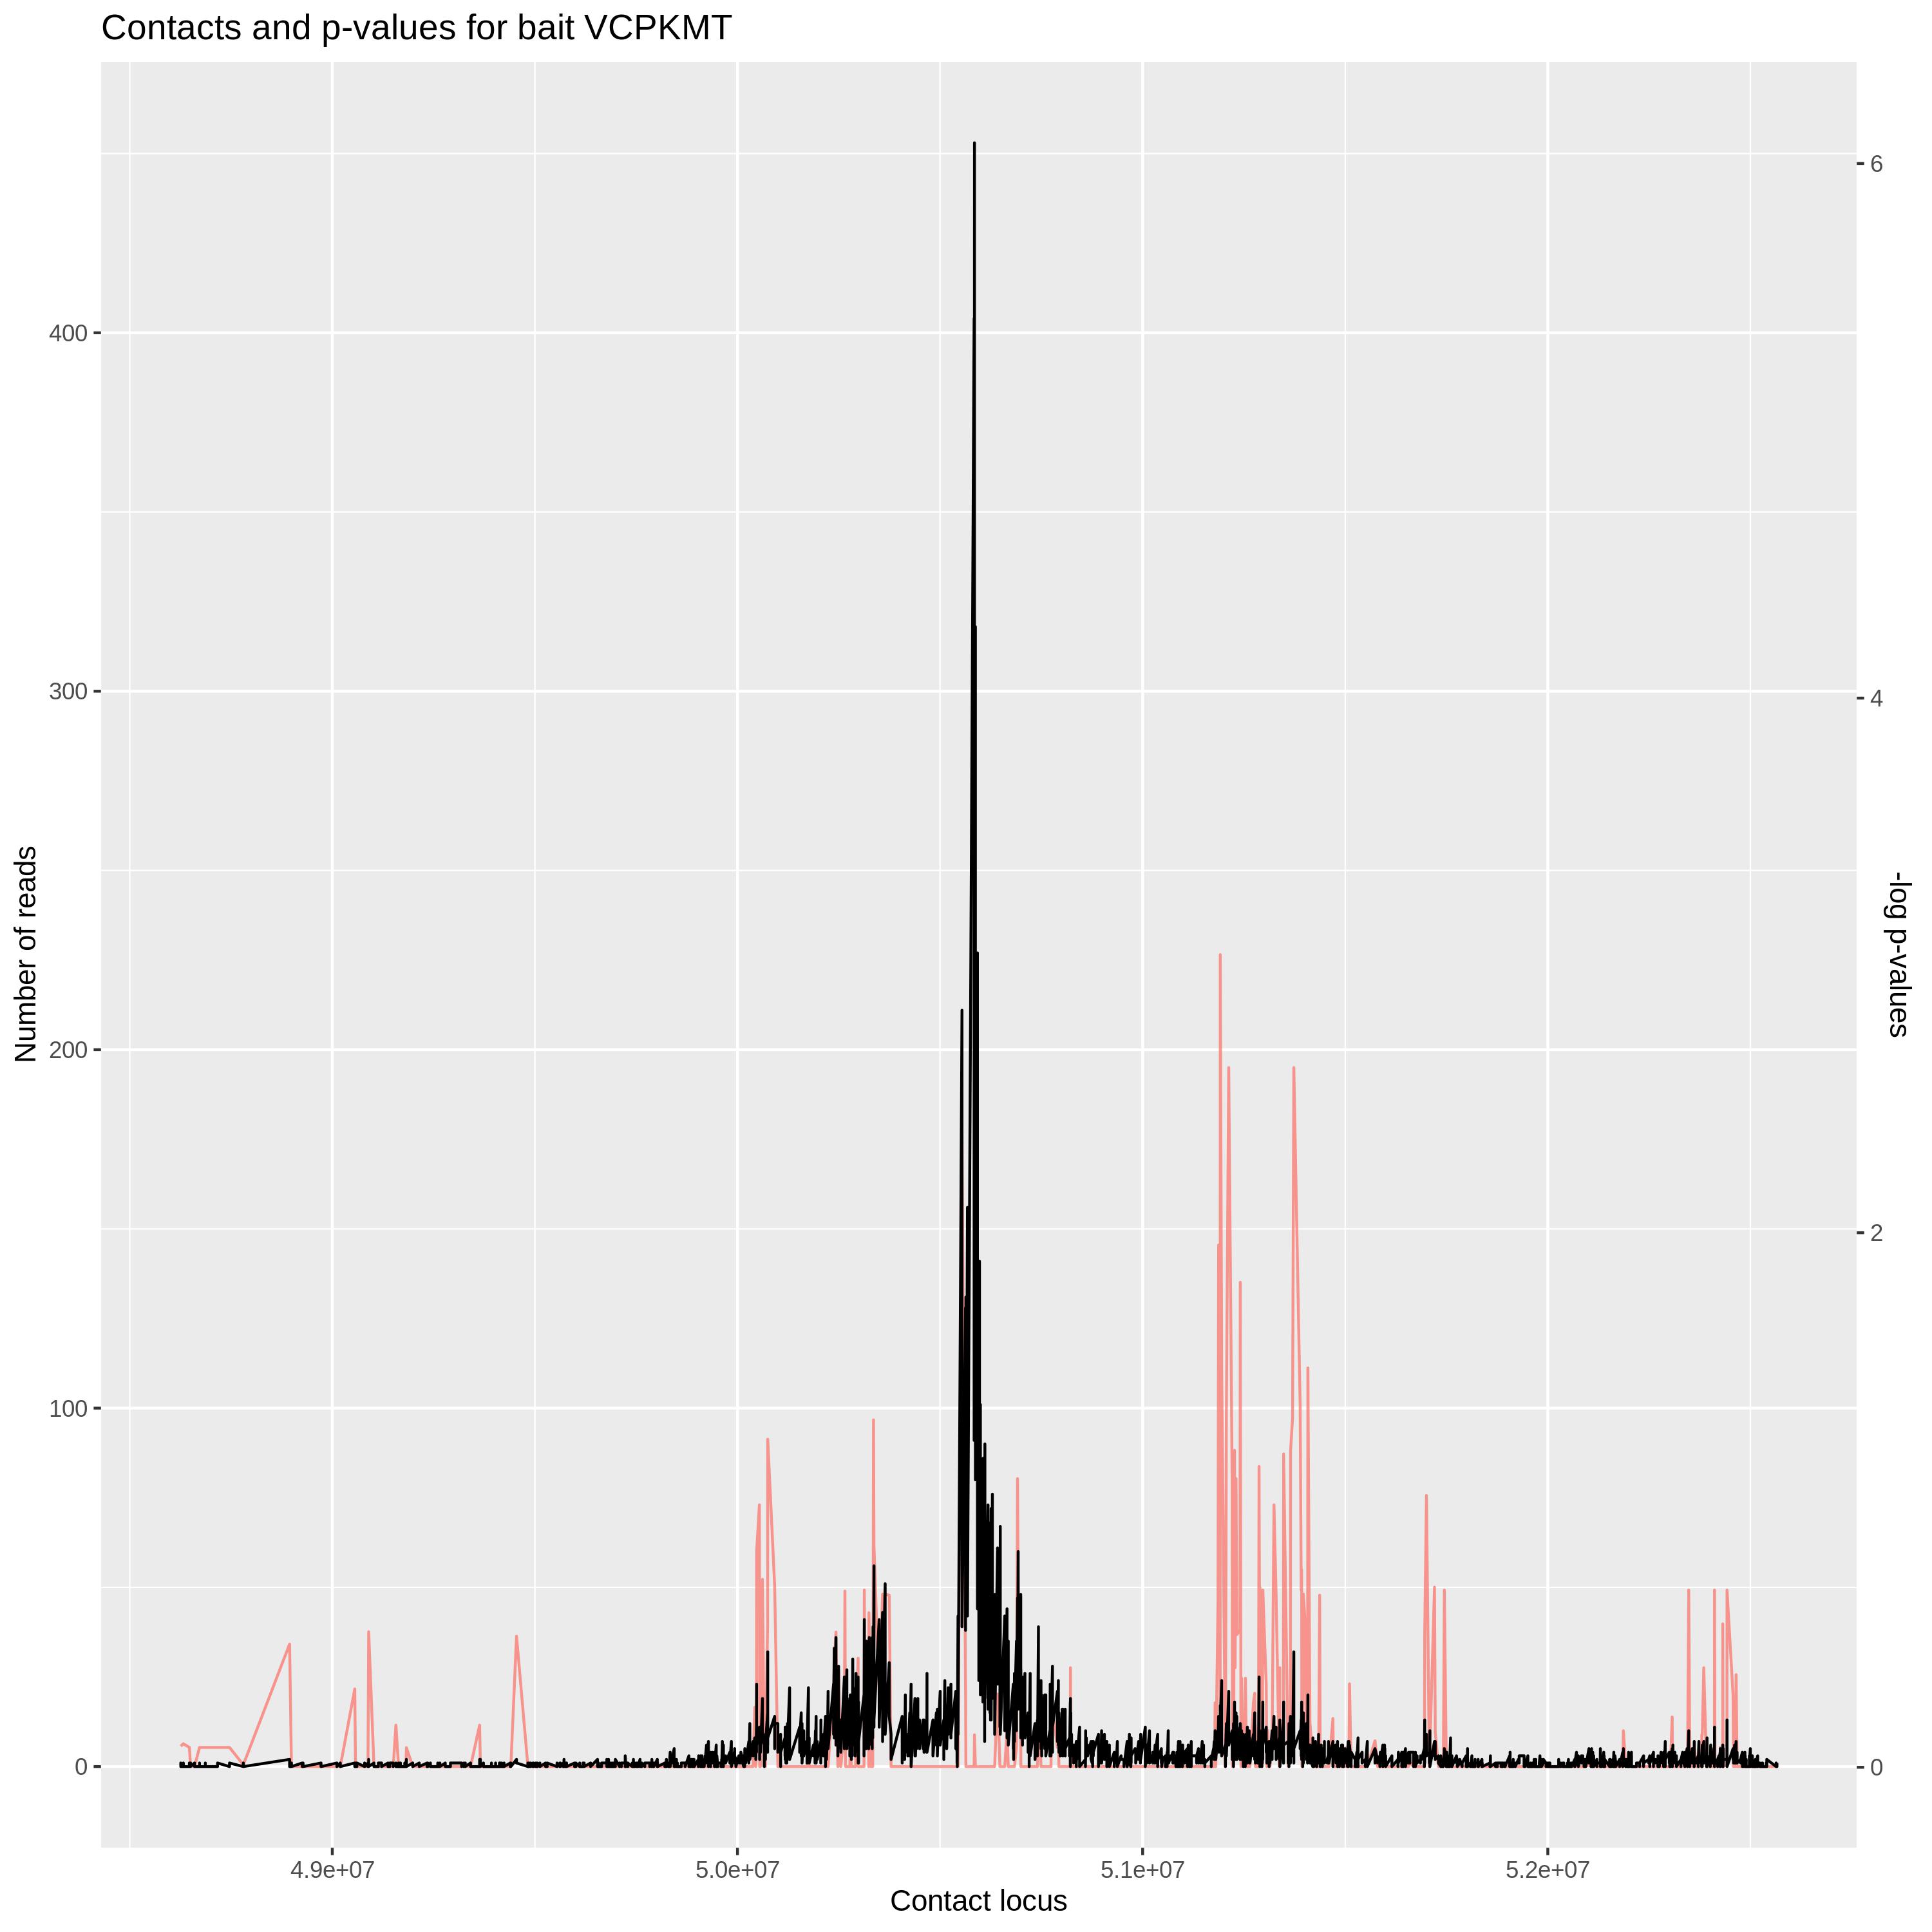 Contacts and p-values for bait VCPKMT
Number of reads
400
300
200
100
0
6
4
2
0
-log p-values
4.9e+07
5.0e+07
5.1e+07
5.2e+07
Contact locus